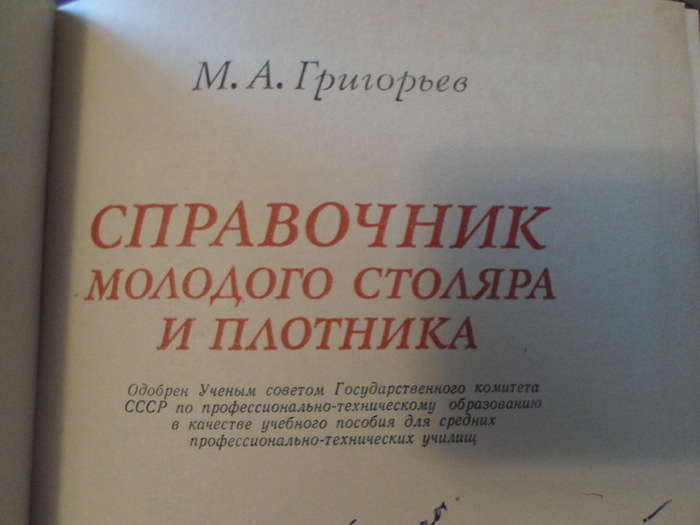 М. А. Григорьев
СПРАВОЧНИК
МОЛОДОГО СТОЛЯРА
И ПЛОТНИКА
Одобрен Ученым советом Государственного комитета
СССР по профессионально-техническому образованию
в качестве учебного пособия для средних
профессионально-технических училищ